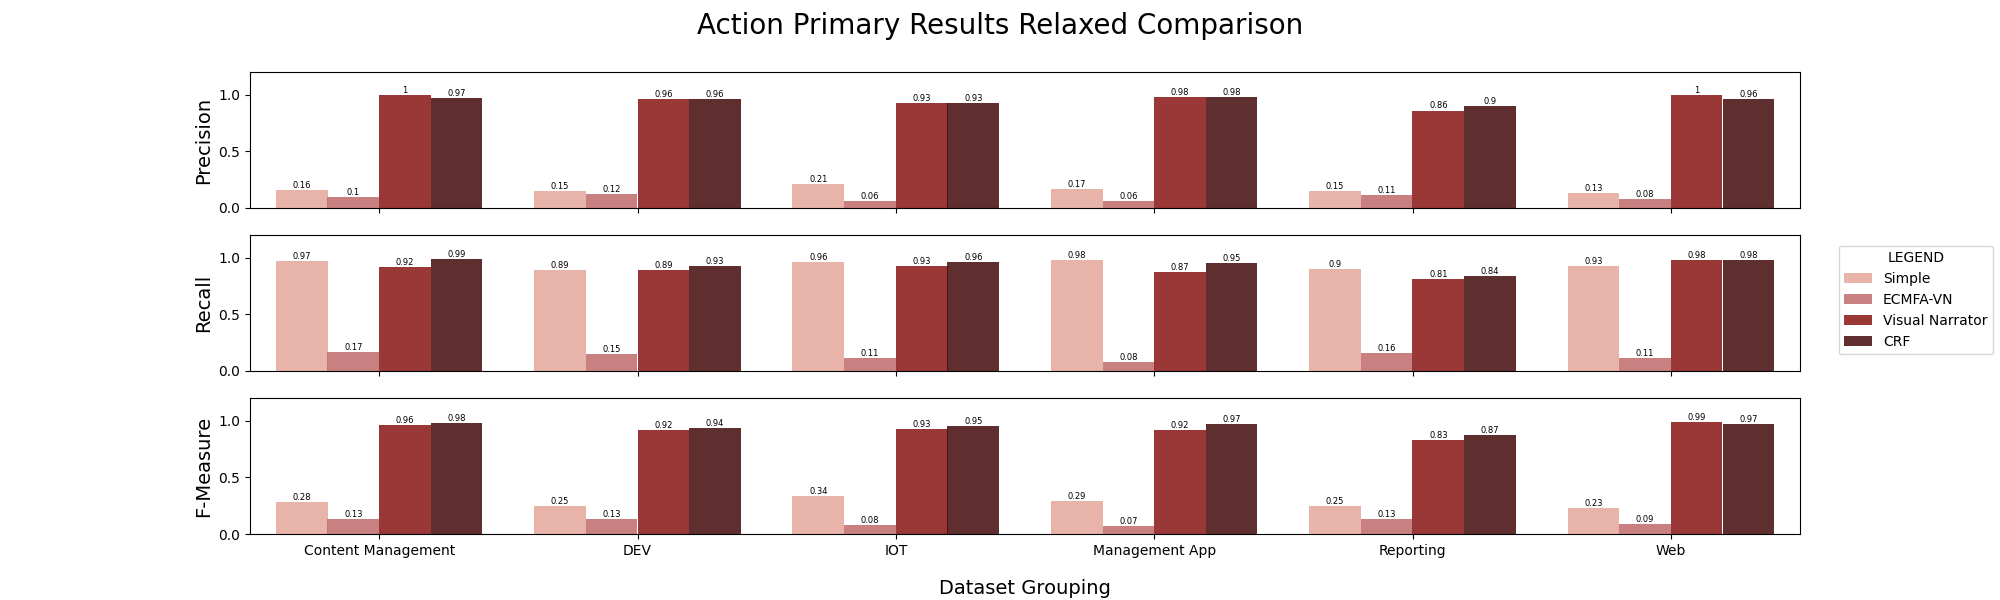 Action Primary Results Relaxed Comparison
Precision
1.0
0.5
0.0
0.16 0.1 1 0.97 0.15 0.12 0.96 0.96 0.21 0.06 0.93 0.93 0.17 0.06 0.98 0.98 0.15 0.11 0.86 0.9 0.13 0.08 1 0.96
Recall
1.0
0.5
0.0
0.97 0.17 0.92 0.99 0.89 0.15 0.89 0.93 0.96 0.11 0.93 0.96 0.98 0.08 0.87 0.95 0.9 0.16 0.81 0.84 0.93 0.11 0.98 0.98
LEGEND
Simple
ECMFA-VN
Visual Narrator
CRF
F-Measure
1.0
0.5
0.0
0.28 0.13 0.96 0.98 0.25 0.13 0.92 0.94 0.34 0.08 0.93 0.95 0.29 0.07 0.92 0.97 0.25 0.13 0.83 0.87 0.23 0.09 0.99 0.97
Content Management DEV IOT Management App Reporting Web
Dataset Grouping